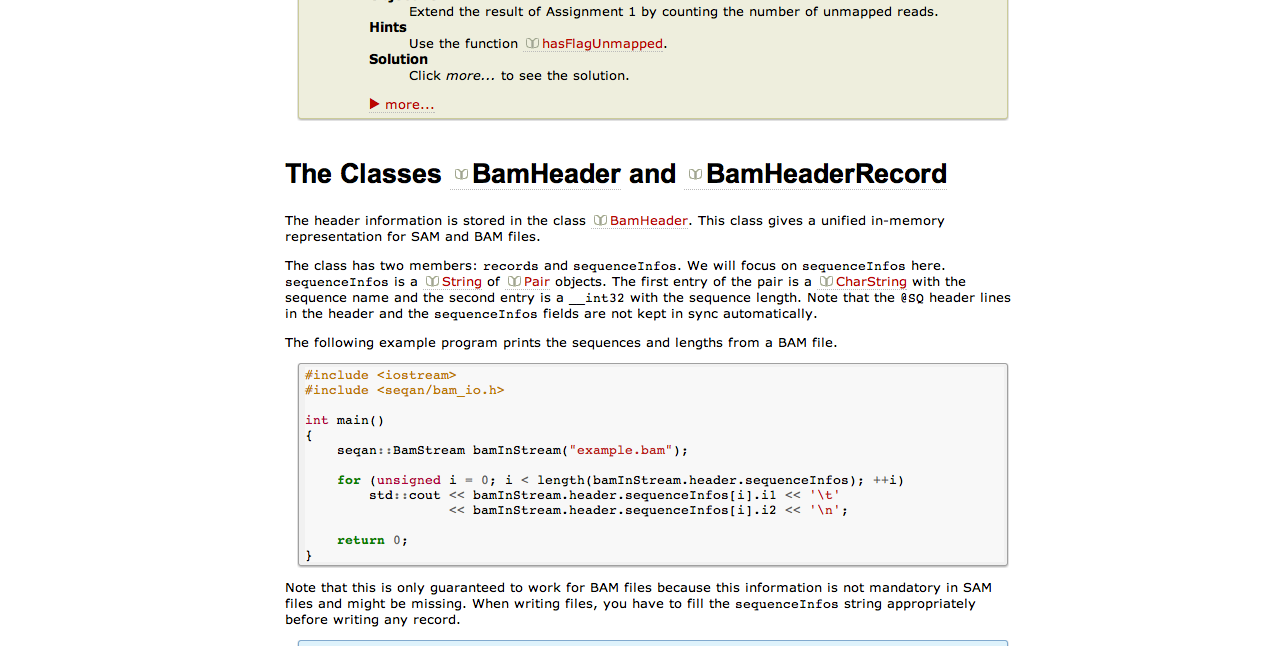 Extend the result of Assignment 1 by counting the number of unmapped reads.
Hints
Use the function hasFlagUnmapped.
Solution
Click more... to see the solution.
more...
The Classes BamHeader and BamHeaderRecord
The header information is stored in the class BamHeader. This class gives a unified in-memory
representation for SAM and BAM files.
The class has two members: records and sequenceInfos. We will focus on sequenceInfos here.
sequenceInfos is a String of Pair objects. The first entry of the pair is a CharString with the
sequence name and the second entry is a __int32 with the sequence length. Note that the @SQ header lines
in the header and the sequenceInfos fields are not kept in sync automatically.
The following example program prints the sequences and lengths from a BAM file.
#include <iostream>
#include <seqan/bam_io.h>
int main()
{
    seqan::BamStream bamInStream("example.bam");
    for (unsigned i = 0; i < length(bamInStream.header.sequenceInfos); ++i)
        std::cout << bamInStream.header.sequenceInfos[i].i1 << '\t'
                  << bamInStream.header.sequenceInfos[i].i2 << '\n';
    return 0;
}
Note that this is only guaranteed to work for BAM files because this information is not mandatory in SAM
files and might be missing. When writing files, you have to fill the sequenceInfos string appropriately
before writing any record.